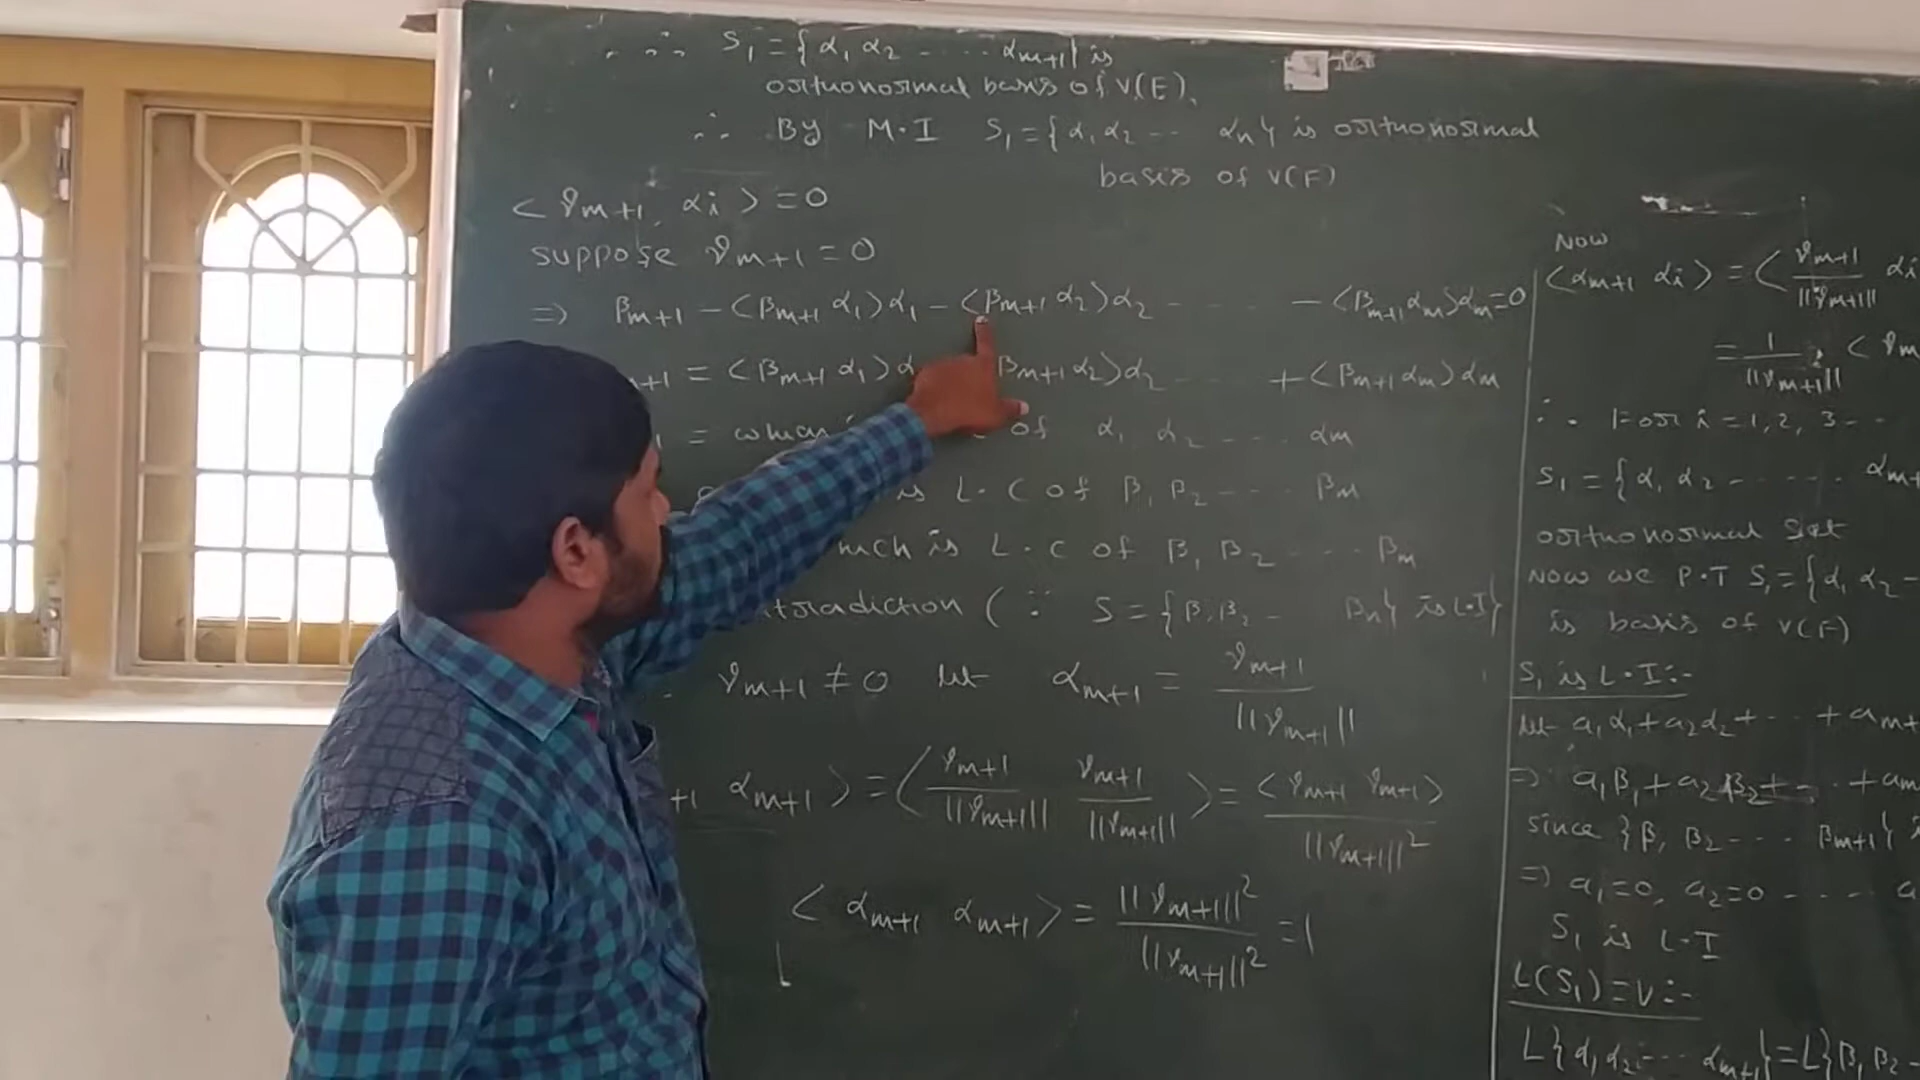 ∴ S₁ = {α₁ α₂ - - - - - αₘ₊₁} is
orthonormal basis of V(F).
∴ By M.I S₁ = {α₁ α₂ - - - αₙ} is orthonormal
basis of V(F)
< γₘ₊₁, αᵢ > = 0
suppose γₘ₊₁ = 0
⇒ βₘ₊₁ - <βₘ₊₁ α₁> α₁ - <βₘ₊₁ α₂> α₂ - - - - - <βₘ₊₁ αₘ> αₘ = 0
ₘ₊₁ = <βₘ₊₁ α₁> α βₘ₊₁ α₂> α₂ - - - - + <βₘ₊₁ αₘ> αₘ
= which of α₁ α₂ - - - - αₘ
is L.C of β₁ β₂ - - - - βₘ
is L.C of β₁ β₂ - - - - βₘ
(∵ S = {β₁ β₂ - βₙ} is L.I}
γₘ₊₁ ≠ 0 let αₘ₊₁ = γₘ₊₁ / ||γₘ₊₁||
αₘ₊₁ > = < γₘ₊₁ / ||γₘ₊₁|| γₘ₊₁ / ||γₘ₊₁|| > = < γₘ₊₁ γₘ₊₁ > / ||γₘ₊₁||²
< αₘ₊₁ αₘ₊₁ > = ||γₘ₊₁||² / ||γₘ₊₁||² = 1
Now
<αₘ₊₁ αᵢ> = < γₘ₊₁ / ||γₘ₊₁|| αᵢ
= 1 / ||γₘ₊₁|| < γₘ
∴ For i = 1, 2, 3 - -
S₁ = {α₁ α₂ - - - - - αₘ₊
orthonormal set
Now we P.T S₁ = {α₁ α₂ -
is basis of V(F)
S₁ is L.I :-
let a₁α₁ + a₂α₂ + - - + aₘ₊
⇒ a₁β₁ + a₂β₂ + - - + aₘ
since {β₁ β₂ - - - - βₘ₊₁} i
⇒ a₁ = 0, a₂ = 0 - - - - a
S₁ is L.I
L(S₁) = V :-
L{α₁ α₂ - - - - αₘ₊₁} = L{β₁ β₂ -